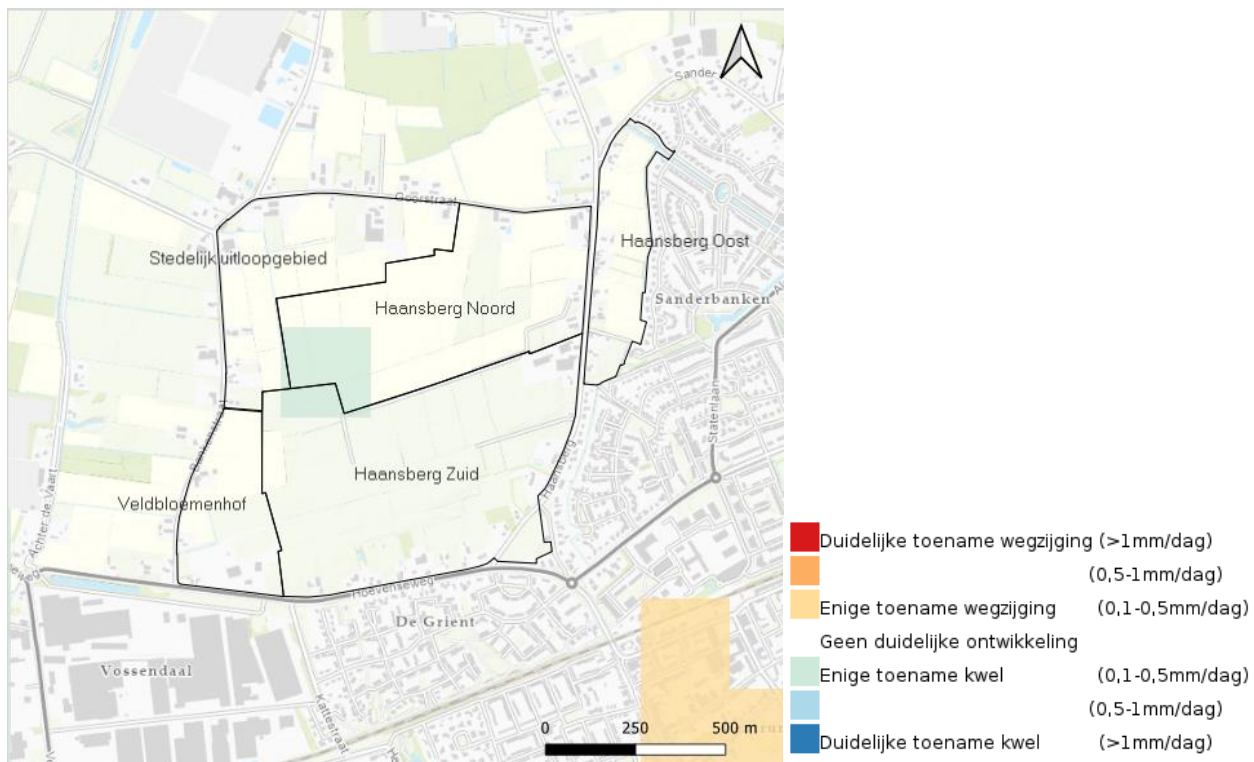 Sander
Goorstraat
Haansberg Oost
Stedelijk uitloopgebied
Sanderbanken
Haansberg Noord
Statenlaan
Haansberg
Haansberg Zuid
Veldbloemenhof
Achter de Vaart
Hoevenseweg
De Grient
Vossendaal
Kattestraat
0 250 500 m
Duidelijke toename wegzijging (>1mm/dag)
(0,5-1mm/dag)
Enige toename wegzijging (0,1-0,5mm/dag)
Geen duidelijke ontwikkeling
Enige toename kwel (0,1-0,5mm/dag)
(0,5-1mm/dag)
Duidelijke toename kwel (>1mm/dag)